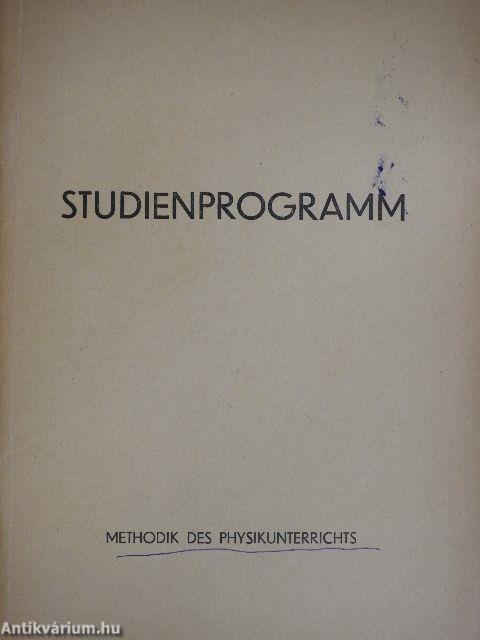 STUDIENPROGRAMM
METHODIK DES PHYSIKUNTERRICHTS
Antikvárium.hu